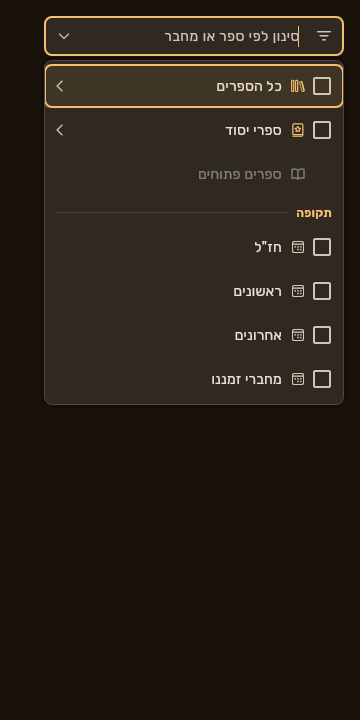 סינון לפי ספר או מחבר
כל הספרים
ספרי יסוד
ספרים פתוחים
תקופה
חז"ל
ראשונים
אחרונים
מחברי זמננו